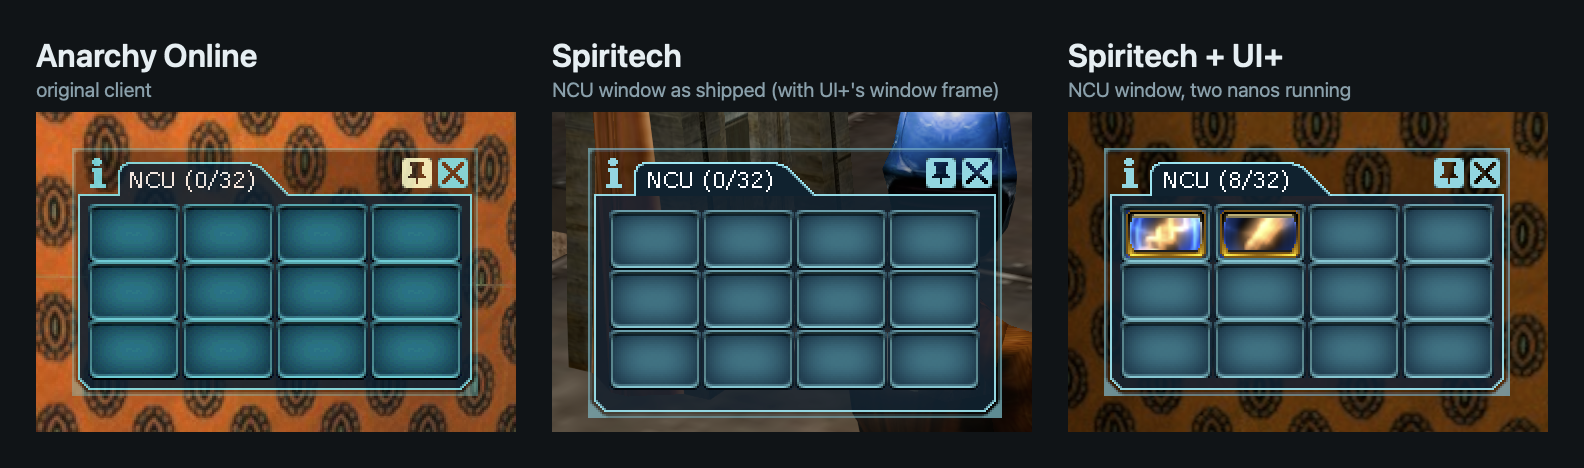 Anarchy Online
original client
i NCU (0/32)
Spiritech
NCU window as shipped (with UI+'s window frame)
i NCU (0/32)
Spiritech + UI+
NCU window, two nanos running
i NCU (8/32)